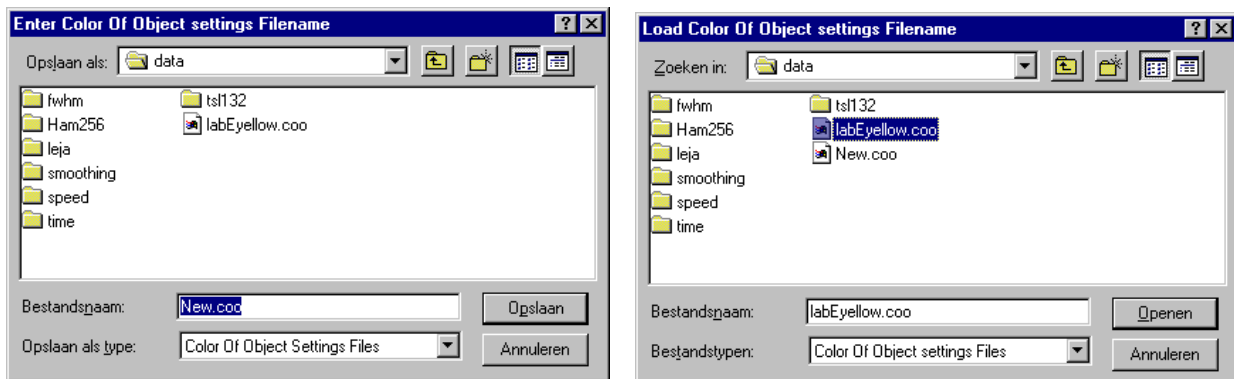 Enter Color Of Object settings Filename
Opslaan als: data
fwhm
Ham256
leja
smoothing
speed
time
tsl132
labEyellow.coo
Bestandsnaam: New.coo
Opslaan
Opslaan als type: Color Of Object Settings Files
Annuleren
Load Color Of Object settings Filename
Zoeken in: data
fwhm
Ham256
leja
smoothing
speed
time
tsl132
labEyellow.coo
New.coo
Bestandsnaam: labEyellow.coo
Openen
Bestandstypen: Color Of Object settings Files
Annuleren